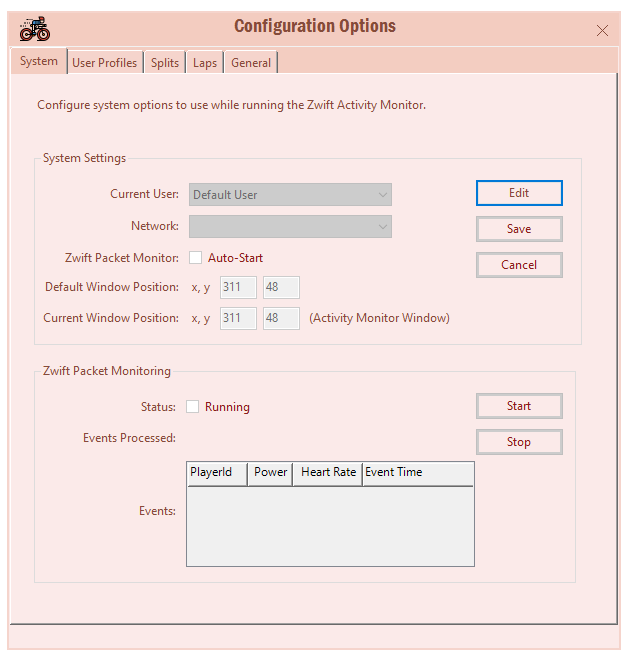 Configuration Options
System User Profiles Splits Laps General
Configure system options to use while running the Zwift Activity Monitor.
System Settings
Current User: Default User Edit
Network: Save
Zwift Packet Monitor: Auto-Start Cancel
Default Window Position: x, y 311 48
Current Window Position: x, y 311 48 (Activity Monitor Window)
Zwift Packet Monitoring
Status: Running Start
Events Processed: Stop
PlayerId Power Heart Rate Event Time
Events: